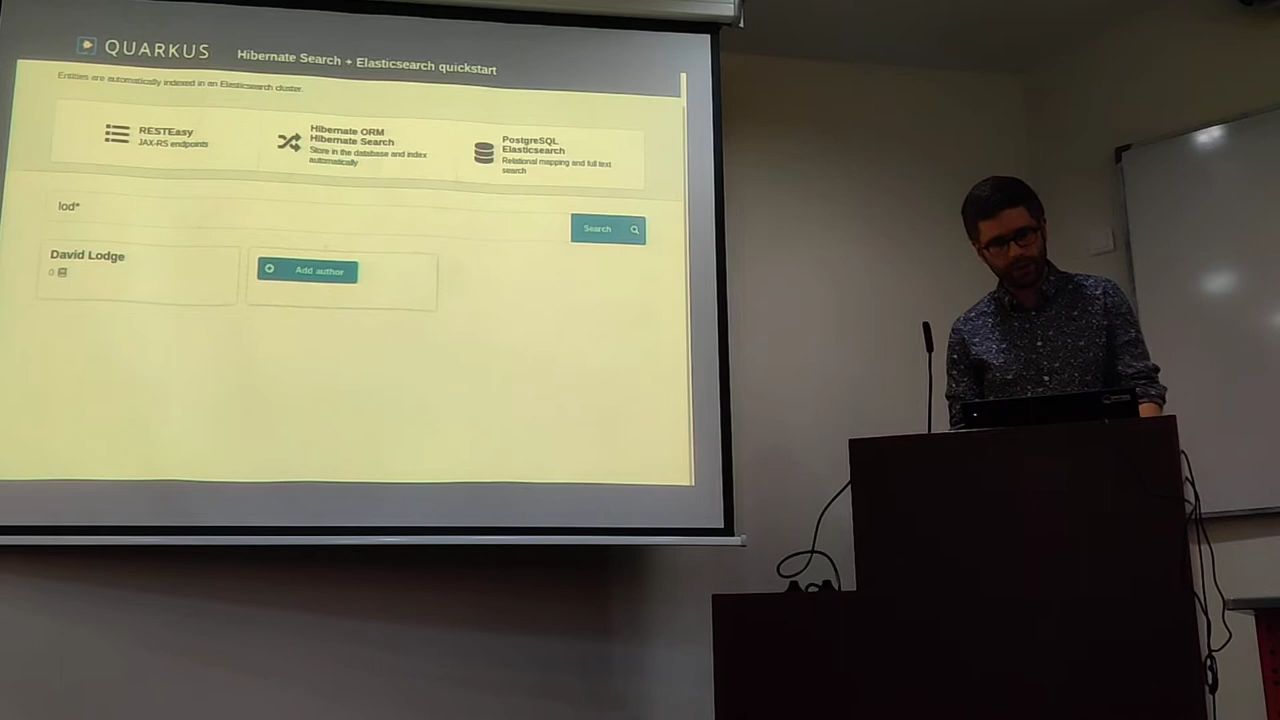 QUARKUS
Hibernate Search + Elasticsearch quickstart
Entities are automatically indexed in an Elasticsearch cluster.
RESTEasy
JAX-RS endpoints
Hibernate ORM
Hibernate Search
Store in the database and index
automatically
PostgreSQL
Elasticsearch
Relational mapping and full text
search
lod*
Search
David Lodge
0
Add author